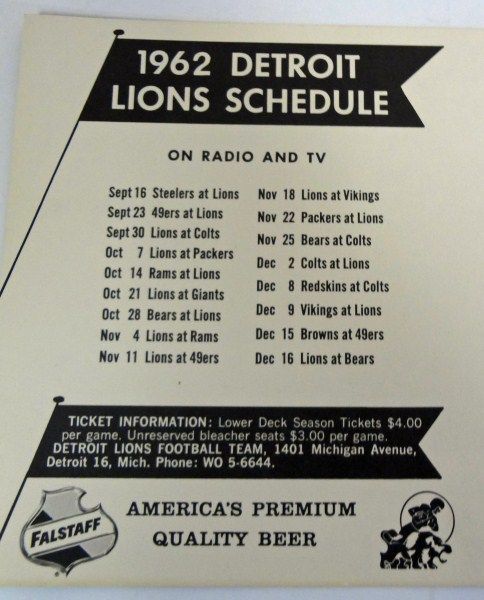 1962 DETROIT
LIONS SCHEDULE
ON RADIO AND TV
Sept 16 Steelers at Lions
Sept 23 49ers at Lions
Sept 30 Lions at Colts
Oct 7 Lions at Packers
Oct 14 Rams at Lions
Oct 21 Lions at Giants
Oct 28 Bears at Lions
Nov 4 Lions at Rams
Nov 11 Lions at 49ers
Nov 18 Lions at Vikings
Nov 22 Packers at Lions
Nov 25 Bears at Colts
Dec 2 Colts at Lions
Dec 8 Redskins at Colts
Dec 9 Vikings at Lions
Dec 15 Browns at 49ers
Dec 16 Lions at Bears
TICKET INFORMATION: Lower Deck Season Tickets $4.00
per game. Unreserved bleacher seats $3.00 per game.
DETROIT LIONS FOOTBALL TEAM, 1401 Michigan Avenue,
Detroit 16, Mich. Phone: WO 5-6644.
FALSTAFF
AMERICA'S PREMIUM
QUALITY BEER